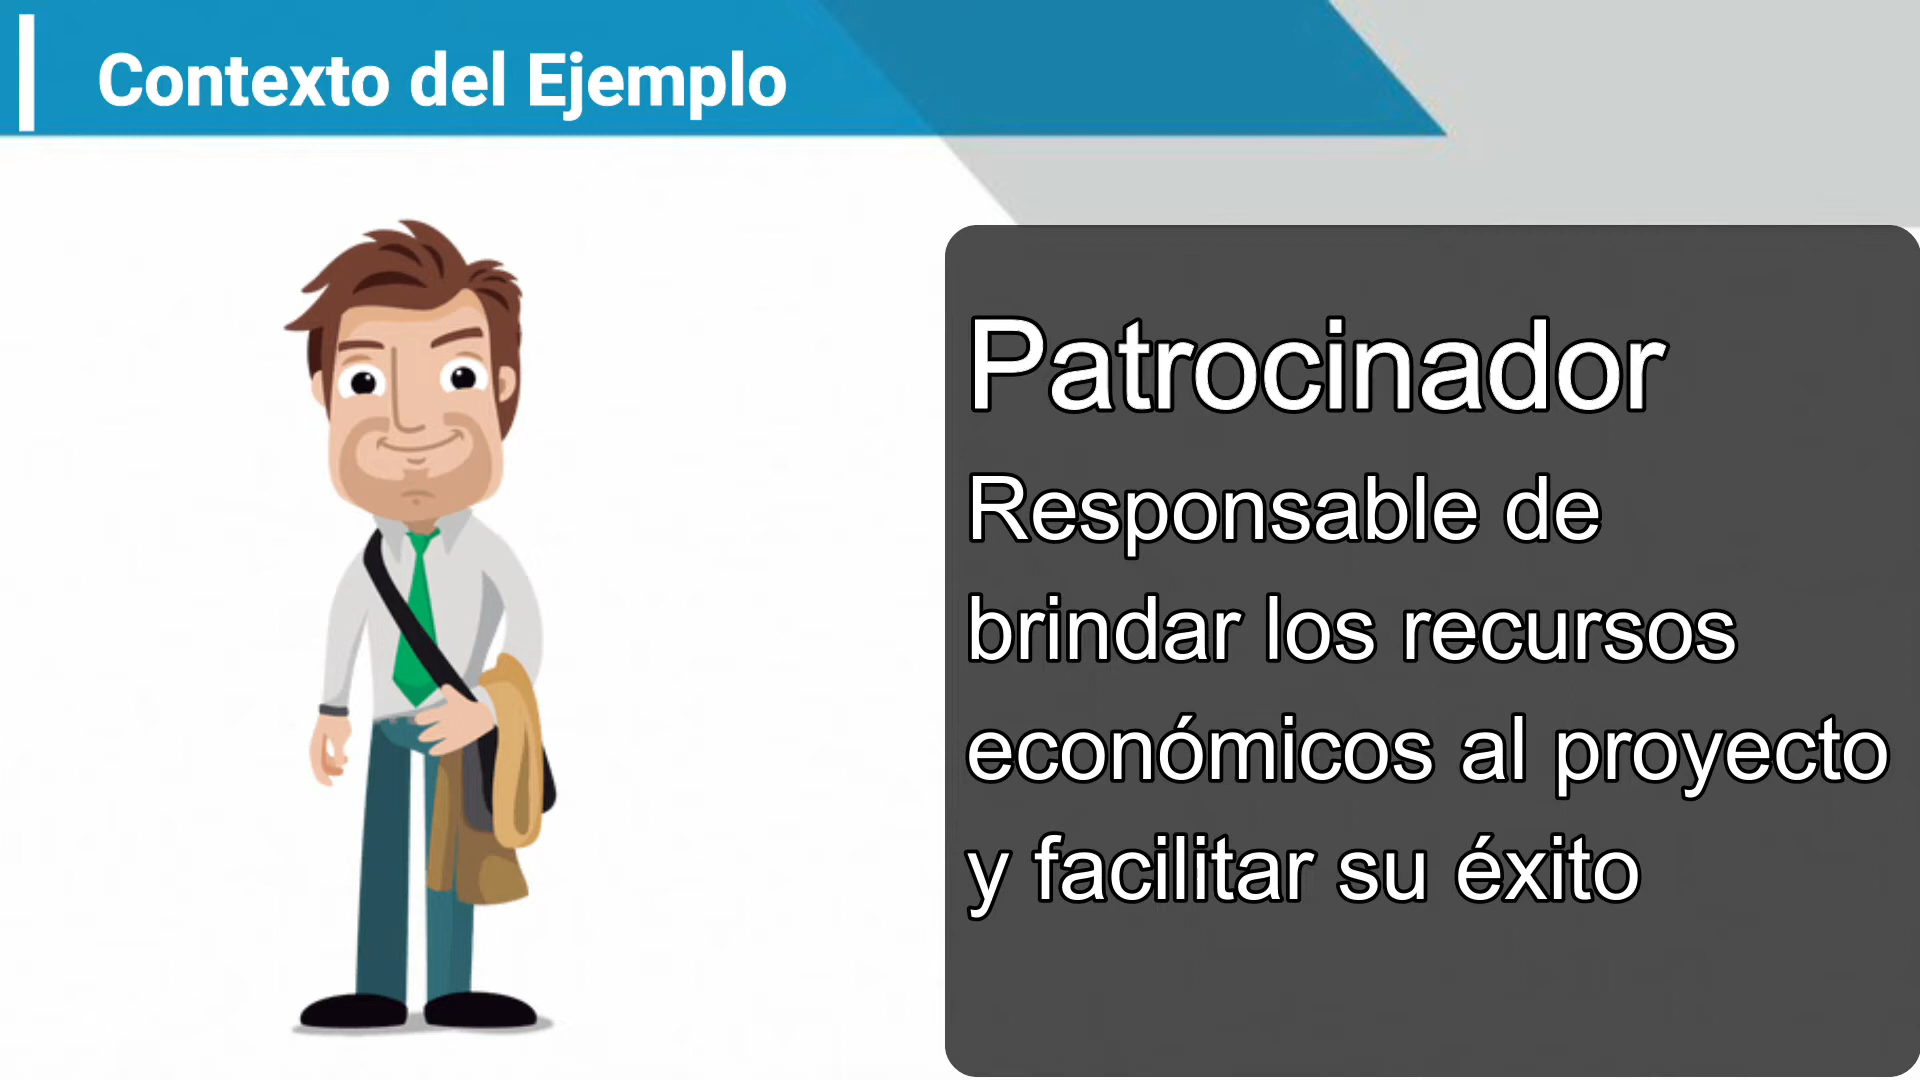 Contexto del Ejemplo
Patrocinador
Responsable de
brindar los recursos
económicos al proyecto
y facilitar su éxito